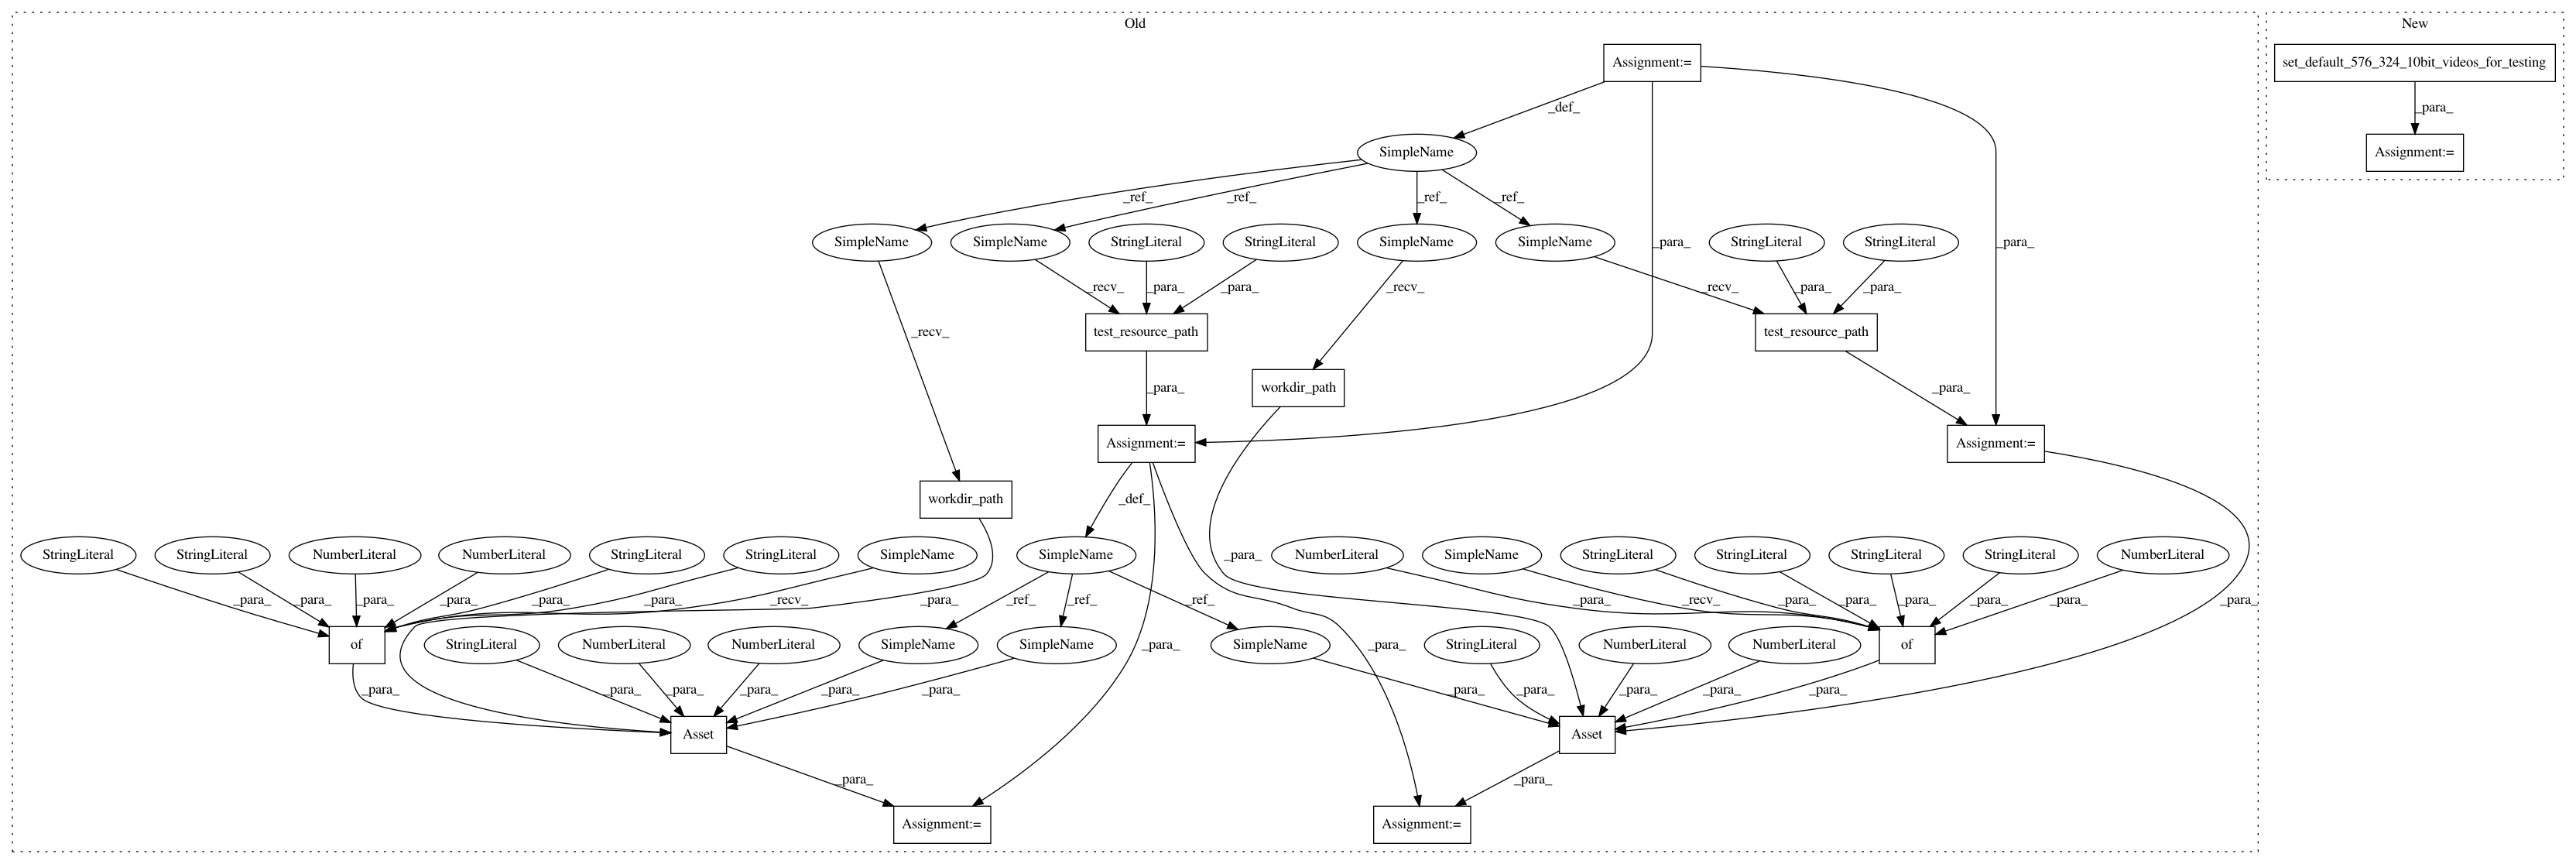 Old
New
Assignment:=
set_default_576_324_10bit_videos_for_testing
_def_
_para_
SimpleName
Assignment:=
_ref_
_ref_
_ref_
_ref_
_para_
_para_
SimpleName
SimpleName
StringLiteral
StringLiteral
SimpleName
SimpleName
StringLiteral
StringLiteral
_recv_
_para_
_para_
_recv_
_recv_
_para_
_para_
_recv_
test_resource_path
test_resource_path
_para_
workdir_path
_para_
Assignment:=
Assignment:=
workdir_path
_def_
StringLiteral
StringLiteral
NumberLiteral
NumberLiteral
StringLiteral
StringLiteral
SimpleName
SimpleName
_para_
NumberLiteral
SimpleName
StringLiteral
StringLiteral
StringLiteral
StringLiteral
NumberLiteral
_para_
_para_
_para_
_para_
_para_
_para_
_recv_
_para_
_ref_
_ref_
_ref_
_para_
_recv_
_para_
_para_
_para_
_para_
_para_
_para_
of
StringLiteral
NumberLiteral
NumberLiteral
SimpleName
SimpleName
_para_
SimpleName
_para_
StringLiteral
NumberLiteral
NumberLiteral
of
_para_
_para_
_para_
_para_
_para_
_para_
_para_
_para_
_para_
_para_
_para_
Asset
Asset
_para_
_para_
_para_
Assignment:=
Assignment:=